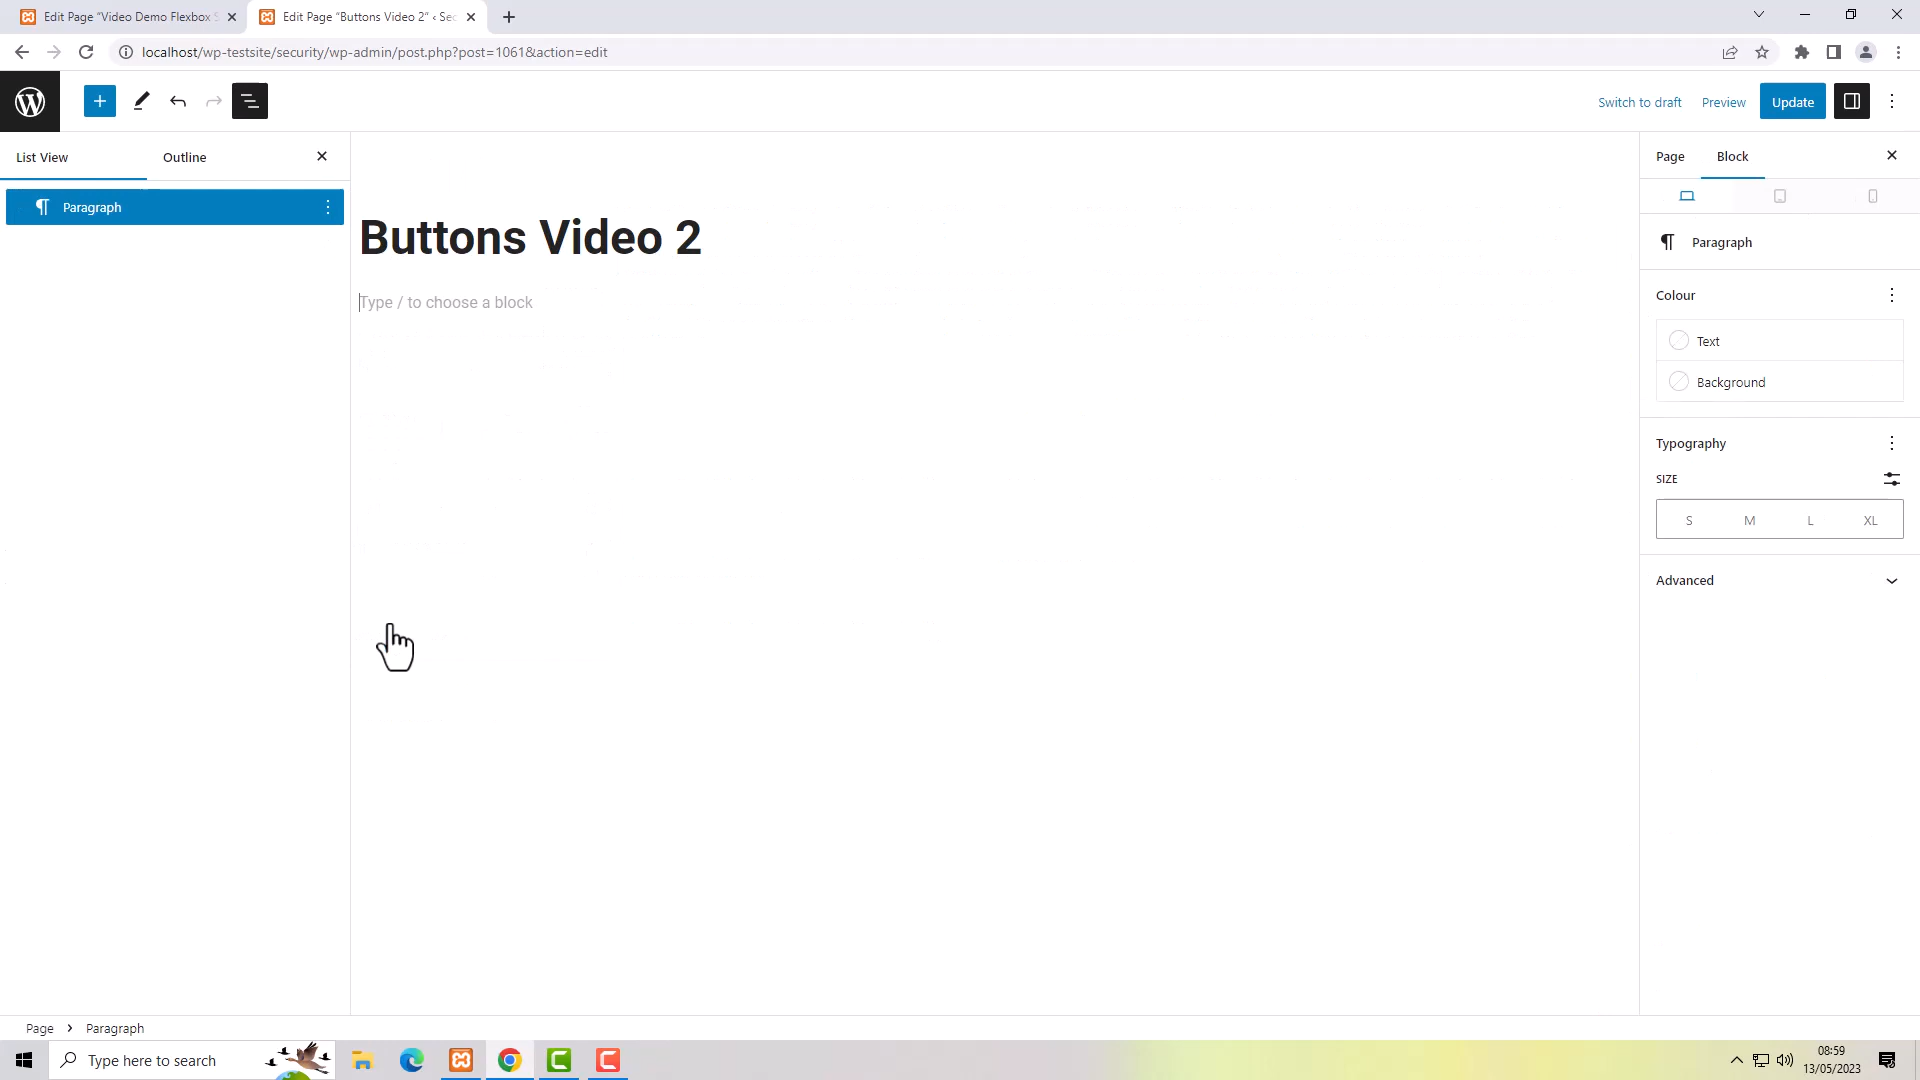 Edit Page "Video Demo Flexbox S
Edit Page "Buttons Video 2" ‹ Sec
localhost/wp-testsite/security/wp-admin/post.php?post=1061&action=edit
Switch to draft
Preview
Update
List View
Outline
Page
Block
Paragraph
Buttons Video 2
Type / to choose a block
Paragraph
Colour
Text
Background
Typography
SIZE
S M L XL
Advanced
Page
Paragraph
Type here to search
08:59
13/05/2023